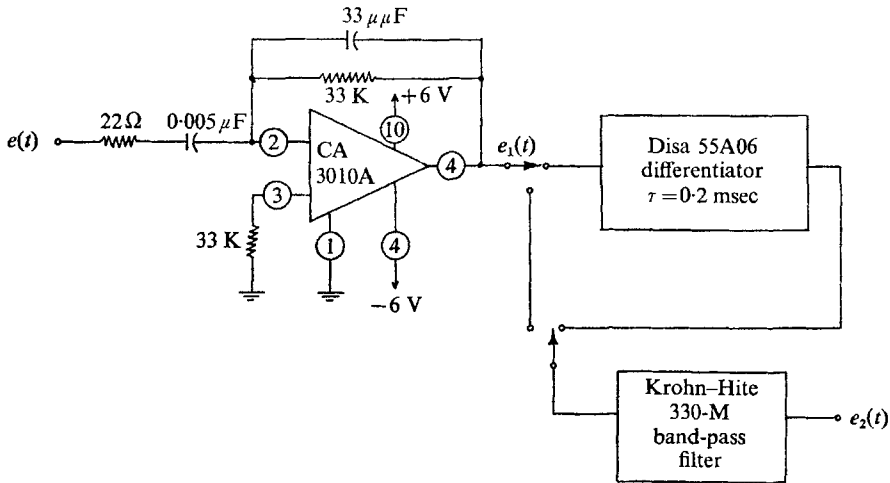 33 μμF
33 K
+6 V
22Ω
0·005 μF
e(t)
2
CA
3010A
10
4
e₁(t)
Disa 55A06
differentiator
τ = 0·2 msec
3
33 K
1
4
−6 V
Krohn–Hite
330-M
band-pass
filter
e₂(t)